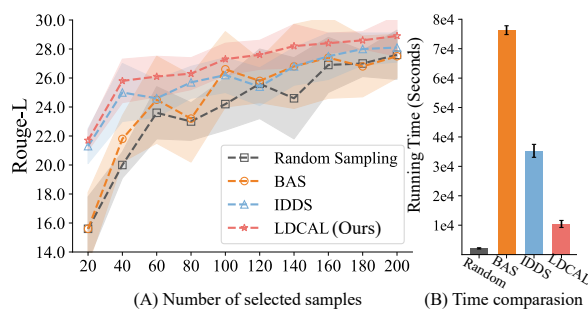 30.0
28.0
26.0
24.0
22.0
20.0
18.0
16.0
14.0
Rouge-L
20 40 60 80 100 120 140 160 180 200
Random Sampling
BAS
IDDS
LDCAL (Ours)
(A) Number of selected samples
8e4
7e4
6e4
5e4
4e4
3e4
2e4
1e4
Running Time (Seconds)
Random BAS IDDS LDCAL
(B) Time comparasion